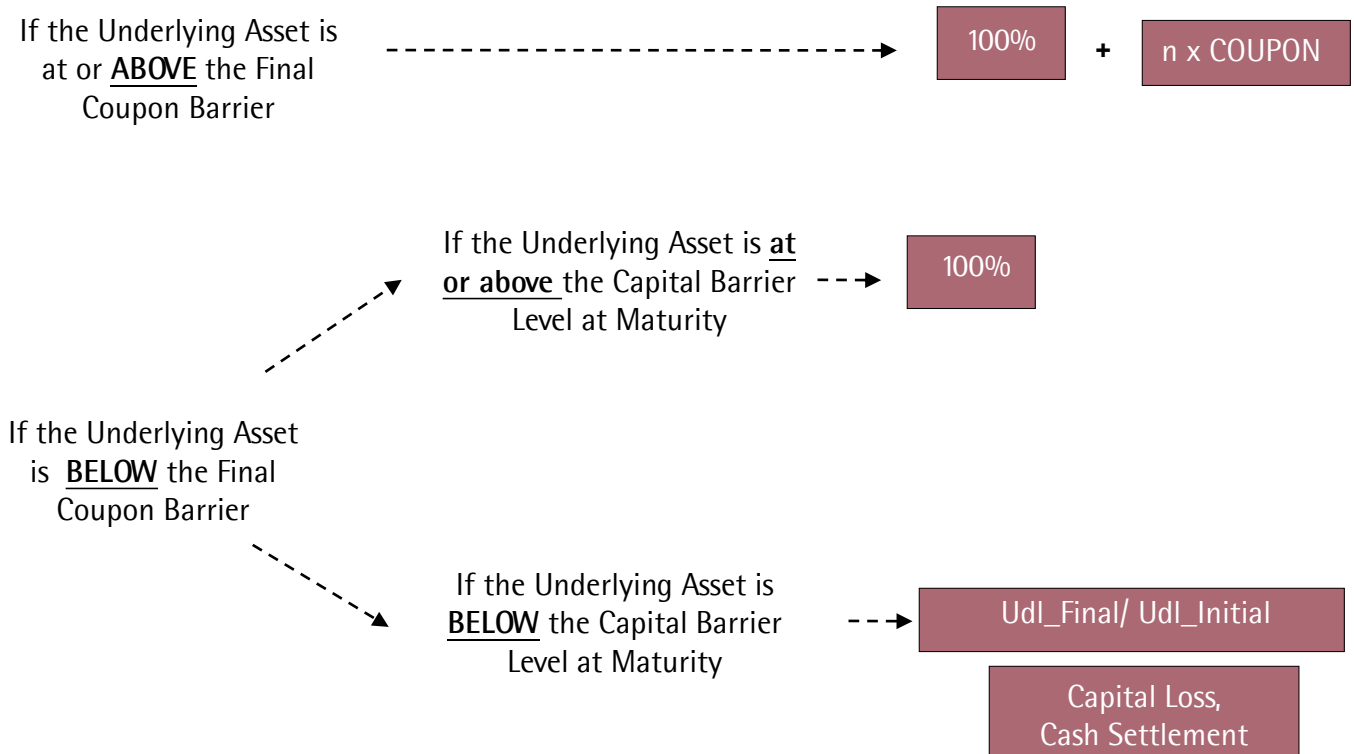 If the Underlying Asset is
at or ABOVE the Final
Coupon Barrier
100%
+
n x COUPON
If the Underlying Asset is at
or above the Capital Barrier
Level at Maturity
100%
If the Underlying Asset
is BELOW the Final
Coupon Barrier
If the Underlying Asset is
BELOW the Capital Barrier
Level at Maturity
Udl_Final/ Udl_Initial
Capital Loss,
Cash Settlement